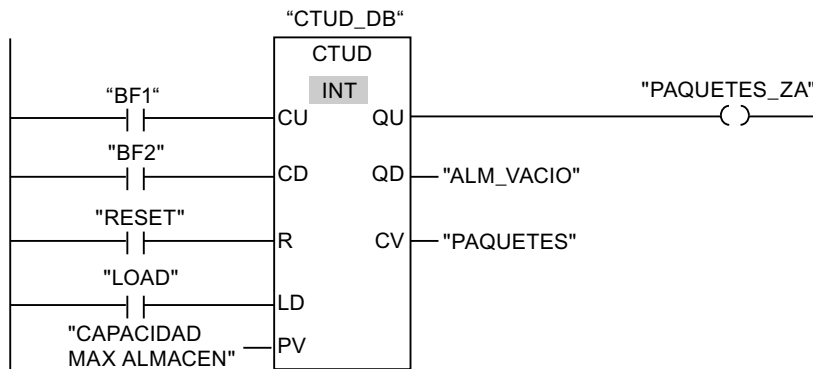 “CTUD_DB“
CTUD
INT
“BF1“
CU
QU
"PAQUETES_ZA"
"BF2"
CD
QD
"ALM_VACIO"
"RESET"
R
CV
"PAQUETES"
"LOAD"
LD
"CAPACIDAD
MAX ALMACEN"
PV